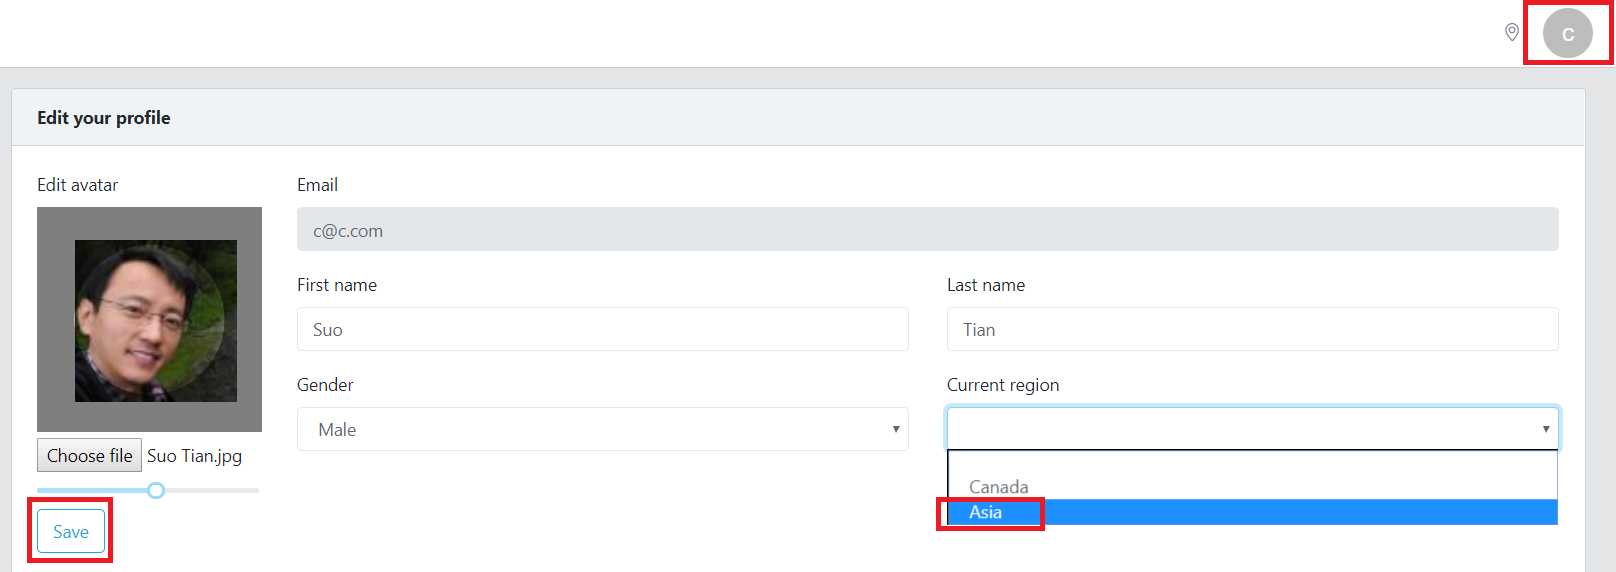 C
Edit your profile
Edit avatar
Email
c@c.com
First name
Last name
Suo
Tian
Gender
Current region
Male
Choose file Suo Tian.jpg
Canada
Asia
Save